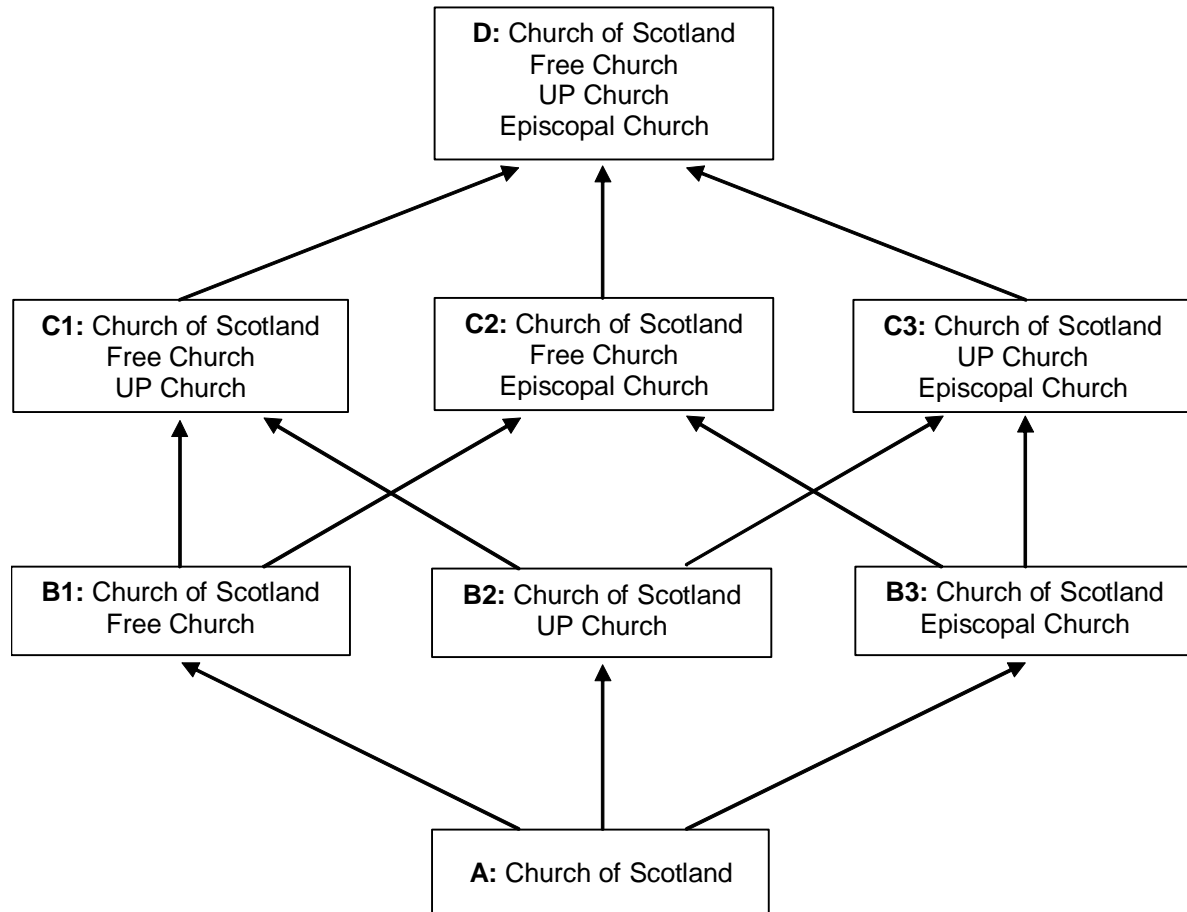 D: Church of Scotland
Free Church
UP Church
Episcopal Church
C1: Church of Scotland
Free Church
UP Church
C2: Church of Scotland
Free Church
Episcopal Church
C3: Church of Scotland
UP Church
Episcopal Church
B1: Church of Scotland
Free Church
B2: Church of Scotland
UP Church
B3: Church of Scotland
Episcopal Church
A: Church of Scotland